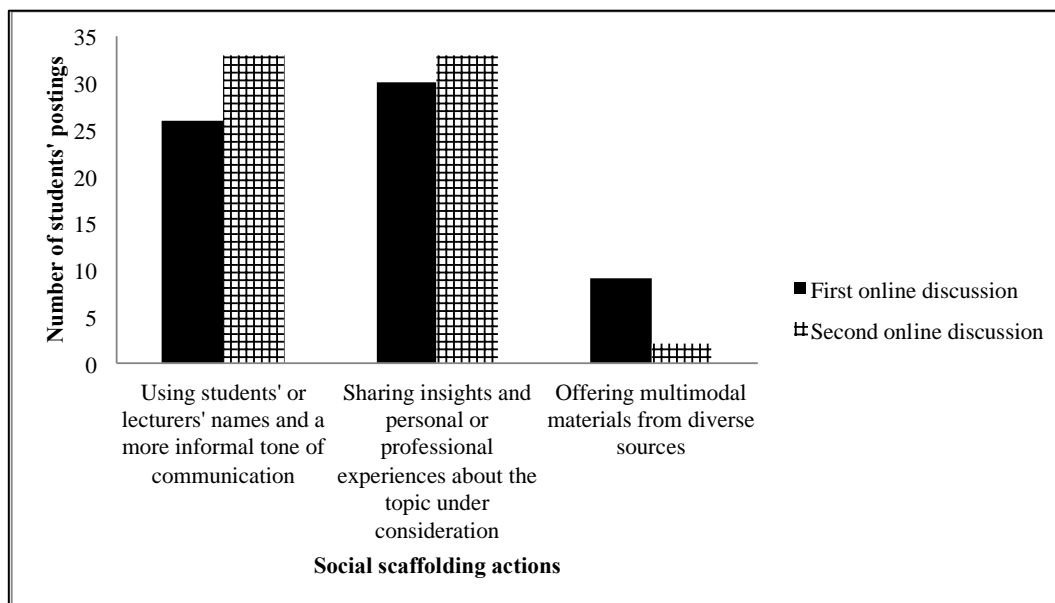 Number of students' postings
35
30
25
20
15
10
5
0
Using students' or
lecturers' names and a
more informal tone of
communication
Sharing insights and
personal or
professional
experiences about the
topic under
consideration
Offering multimodal
materials from diverse
sources
Social scaffolding actions
First online discussion
Second online discussion